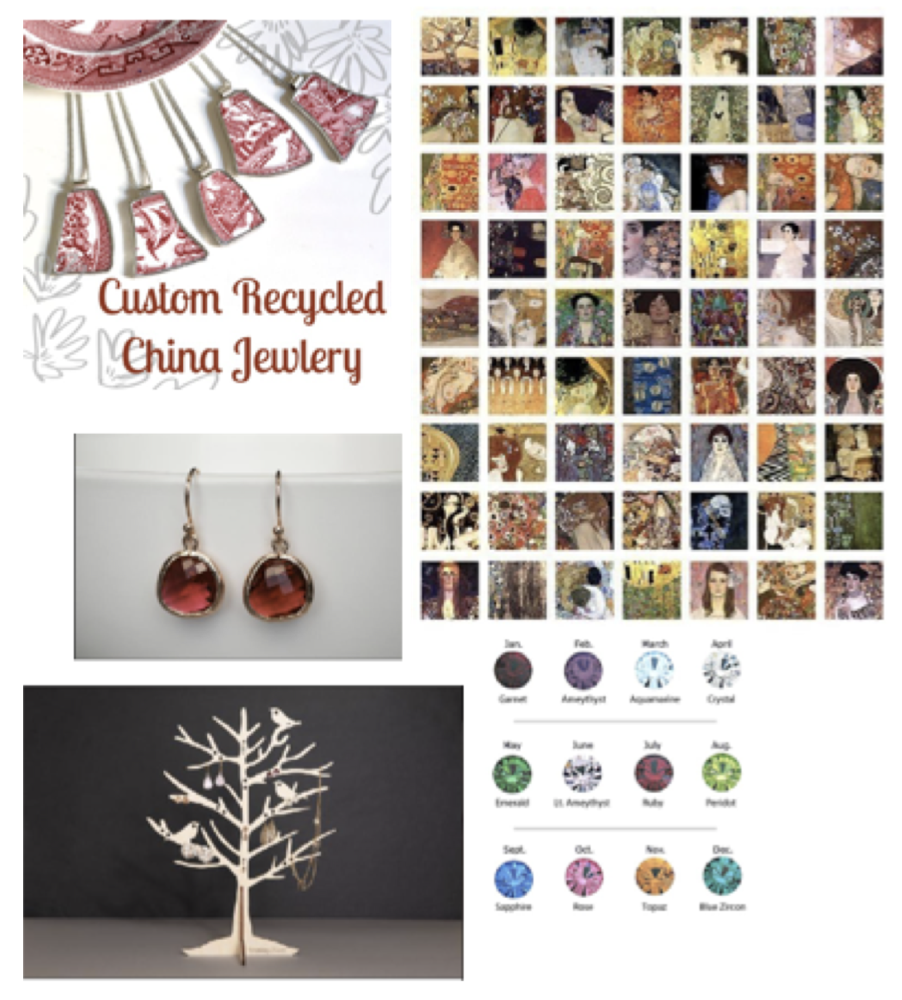 Custom Recycled
China Jewlery
Jan.
Feb.
March
April
Garnet
Ameythyst
Aquamarine
Crystal
May
June
July
Aug.
Emerald
Lt. Ameythyst
Ruby
Peridot
Sept.
Oct.
Nov.
Dec.
Sapphire
Rose
Topaz
Blue Zircon